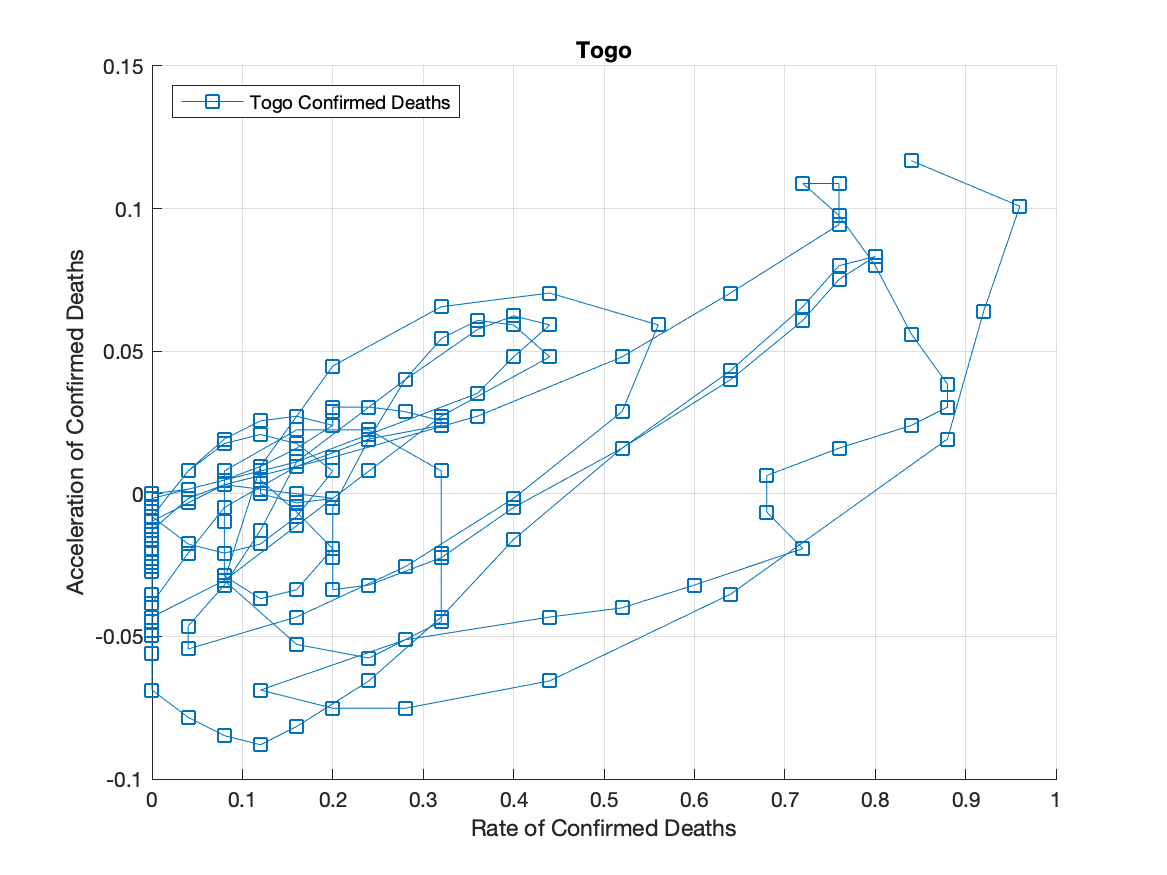 Togo
0.15
Togo Confirmed Deaths
0.1
0.05
0
-0.05
-0.1
Acceleration of Confirmed Deaths
0 0.1 0.2 0.3 0.4 0.5 0.6 0.7 0.8 0.9 1
Rate of Confirmed Deaths